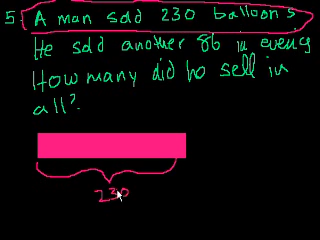 5. A man sold 230 balloons
He sold another 86 in evening
How many did he sell in
all?
230